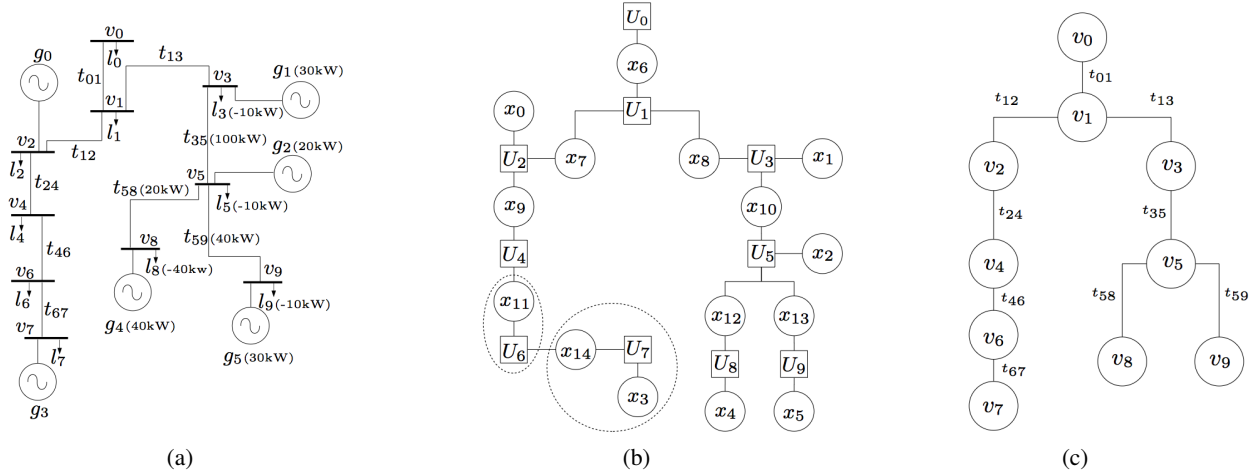 v₀
l₀
g₀
t₀₁
t₁₃
v₃
g₁(30kW)
v₁
l₁
l₃(-10kW)
v₂
t₁₂
t₃₅(100kW)
g₂(20kW)
l₂
t₂₄
v₅
t₅₈(20kW)
l₅(-10kW)
v₄
l₄
t₄₆
t₅₉(40kW)
v₈
l₈(-40kw)
v₆
l₆
t₆₇
v₉
l₉(-10kW)
g₄(40kW)
v₇
l₇
g₅(30kW)
g₃
(a)
U₀
x₆
x₀
U₁
U₂
x₇
x₈
U₃
x₁
x₉
x₁₀
U₄
U₅
x₂
x₁₁
x₁₂
x₁₃
U₆
x₁₄
U₇
U₈
U₉
x₃
x₄
x₅
(b)
v₀
t₀₁
t₁₂
v₁
t₁₃
v₂
v₃
t₂₄
t₃₅
v₄
v₅
t₄₆
t₅₈
t₅₉
v₆
v₈
v₉
t₆₇
v₇
(c)